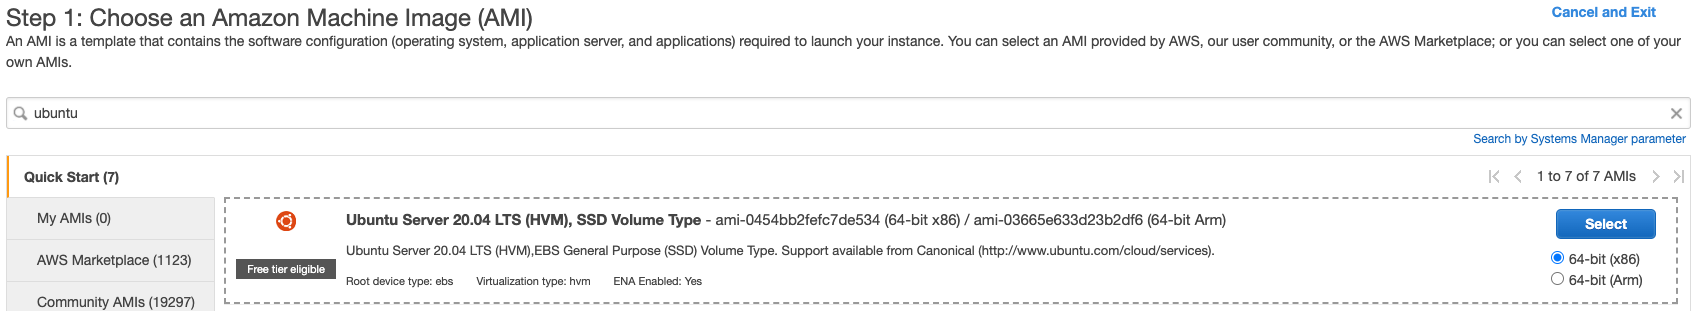 Step 1: Choose an Amazon Machine Image (AMI)
Cancel and Exit
An AMI is a template that contains the software configuration (operating system, application server, and applications) required to launch your instance. You can select an AMI provided by AWS, our user community, or the AWS Marketplace; or you can select one of your
own AMIs.
ubuntu
Search by Systems Manager parameter
Quick Start (7)
1 to 7 of 7 AMIs
My AMIs (0)
AWS Marketplace (1123)
Community AMIs (19297)
Free tier eligible
Ubuntu Server 20.04 LTS (HVM), SSD Volume Type - ami-0454bb2fefc7de534 (64-bit x86) / ami-03665e633d23b2df6 (64-bit Arm)
Ubuntu Server 20.04 LTS (HVM),EBS General Purpose (SSD) Volume Type. Support available from Canonical (http://www.ubuntu.com/cloud/services).
Root device type: ebs Virtualization type: hvm ENA Enabled: Yes
Select
64-bit (x86)
64-bit (Arm)